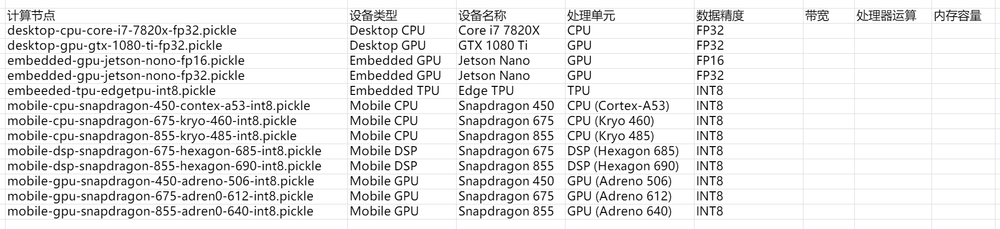 计算节点 设备类型 设备名称 处理单元 数据精度 带宽 处理器运算 内存容量
desktop-cpu-core-i7-7820x-fp32.pickle Desktop CPU Core i7 7820X CPU FP32
desktop-gpu-gtx-1080-ti-fp32.pickle Desktop GPU GTX 1080 Ti GPU FP32
embedded-gpu-jetson-nono-fp16.pickle Embedded GPU Jetson Nano GPU FP16
embedded-gpu-jetson-nono-fp32.pickle Embedded GPU Jetson Nano GPU FP32
embeeded-tpu-edgetpu-int8.pickle Embedded TPU Edge TPU TPU INT8
mobile-cpu-snapdragon-450-contex-a53-int8.pickle Mobile CPU Snapdragon 450 CPU (Cortex-A53) INT8
mobile-cpu-snapdragon-675-kryo-460-int8.pickle Mobile CPU Snapdragon 675 CPU (Kryo 460) INT8
mobile-cpu-snapdragon-855-kryo-485-int8.pickle Mobile CPU Snapdragon 855 CPU (Kryo 485) INT8
mobile-dsp-snapdragon-675-hexagon-685-int8.pickle Mobile DSP Snapdragon 675 DSP (Hexagon 685) INT8
mobile-dsp-snapdragon-855-hexagon-690-int8.pickle Mobile DSP Snapdragon 855 DSP (Hexagon 690) INT8
mobile-gpu-snapdragon-450-adreno-506-int8.pickle Mobile GPU Snapdragon 450 GPU (Adreno 506) INT8
mobile-gpu-snapdragon-675-adren0-612-int8.pickle Mobile GPU Snapdragon 675 GPU (Adreno 612) INT8
mobile-gpu-snapdragon-855-adren0-640-int8.pickle Mobile GPU Snapdragon 855 GPU (Adreno 640) INT8